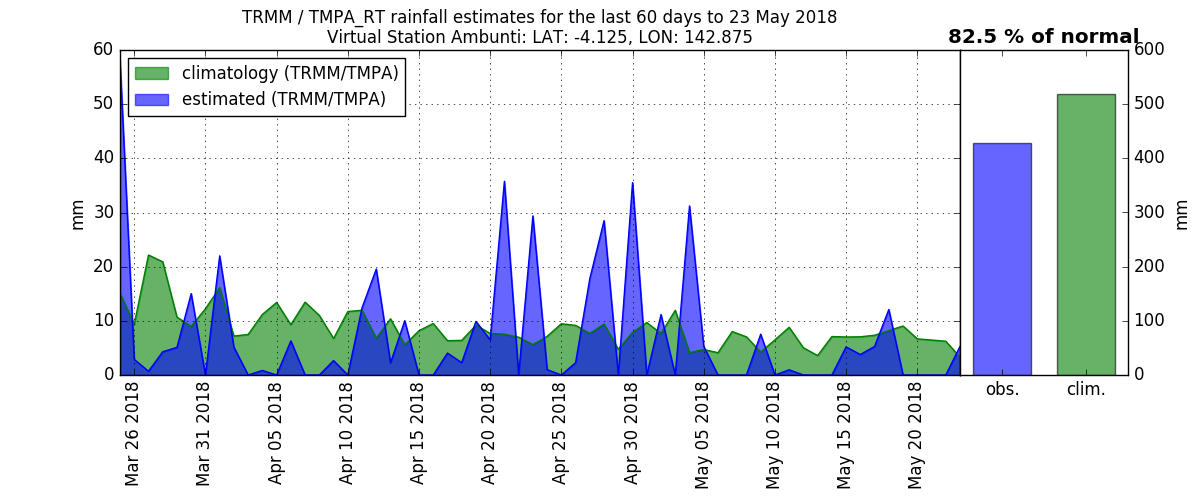 TRMM / TMPA_RT rainfall estimates for the last 60 days to 23 May 2018
Virtual Station Ambunti: LAT: -4.125, LON: 142.875
82.5 % of normal
climatology (TRMM/TMPA)
estimated (TRMM/TMPA)
60
50
40
30
20
10
0
mm
Mar 26 2018
Mar 31 2018
Apr 05 2018
Apr 10 2018
Apr 15 2018
Apr 20 2018
Apr 25 2018
Apr 30 2018
May 05 2018
May 10 2018
May 15 2018
May 20 2018
600
500
400
300
200
100
0
mm
obs.
clim.